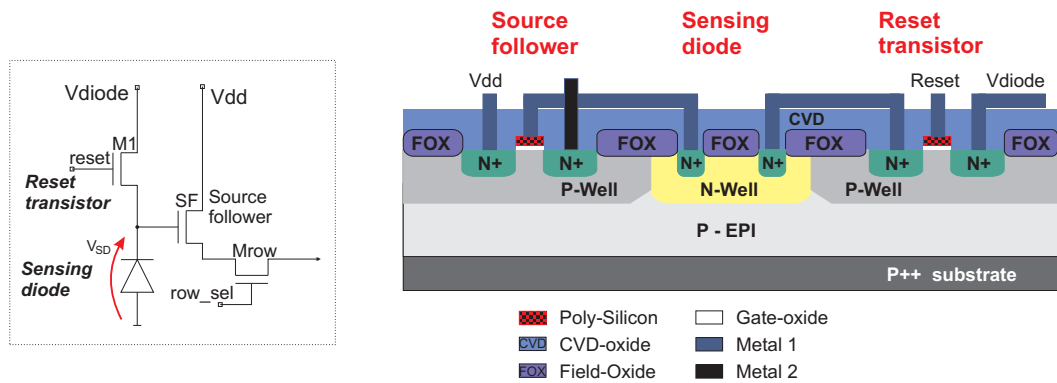 Vdiode
Vdd
M1
reset
Reset
transistor
SF
Source
follower
VSD
Mrow
Sensing
diode
row_sel
Source
follower
Sensing
diode
Reset
transistor
Vdd
Reset
Vdiode
CVD
FOX
FOX
FOX
FOX
FOX
N+
N+
N+
N+
N+
N+
P-Well
N-Well
P-Well
P - EPI
P++ substrate
Poly-Silicon
Gate-oxide
CVD
CVD-oxide
Metal 1
FOX
Field-Oxide
Metal 2